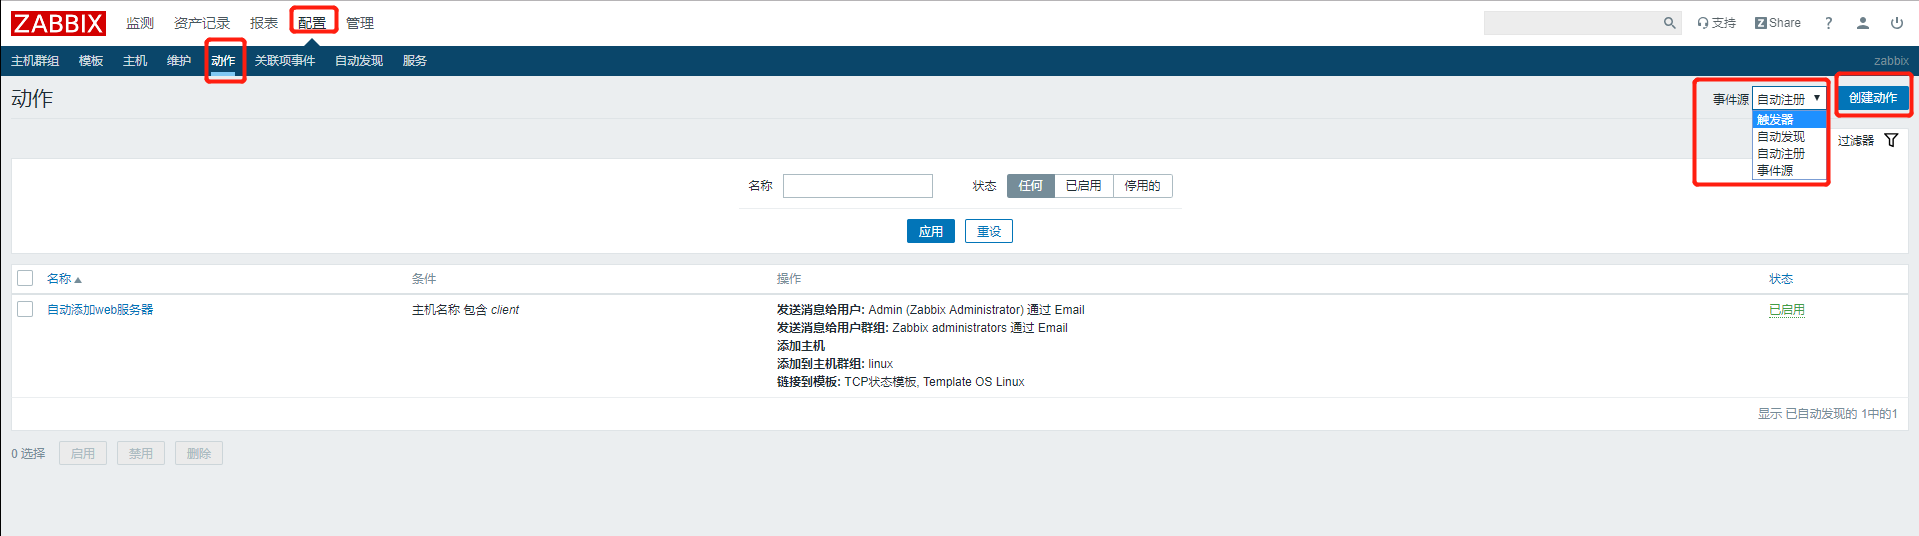 ZABBIX 监测 资产记录 报表 配置 管理 支持 Z Share ?
主机群组 模板 主机 维护 动作 关联项事件 自动发现 服务 zabbix
动作 事件源 自动注册 ▼ 创建动作
触发器
自动发现
自动注册
事件源
过滤器
名称 状态 任何 已启用 停用的
应用 重设
名称 条件 操作 状态
自动添加web服务器 主机名称 包含 client 发送消息给用户: Admin (Zabbix Administrator) 通过 Email 已启用
发送消息给用户群组: Zabbix administrators 通过 Email
添加主机
添加到主机群组: linux
链接到模板: TCP状态模板, Template OS Linux
显示 已自动发现的 1中的1
0 选择 启用 禁用 删除